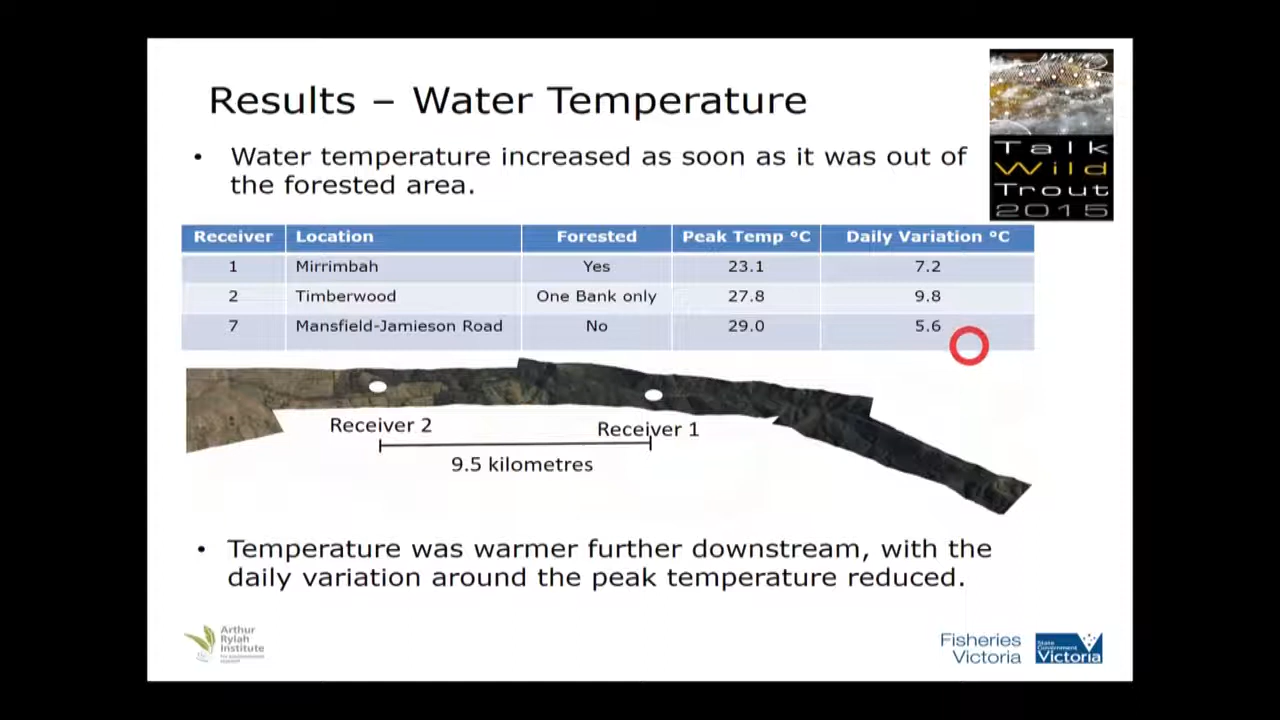 Results – Water Temperature
• Water temperature increased as soon as it was out of
the forested area.
Talk
Wild
Trout
2015
Receiver Location Forested Peak Temp °C Daily Variation °C
1 Mirrimbah Yes 23.1 7.2
2 Timberwood One Bank only 27.8 9.8
7 Mansfield-Jamieson Road No 29.0 5.6
Receiver 2 Receiver 1
9.5 kilometres
• Temperature was warmer further downstream, with the
daily variation around the peak temperature reduced.
Arthur
Rylah
Institute
Fisheries
Victoria
State
Government
Victoria